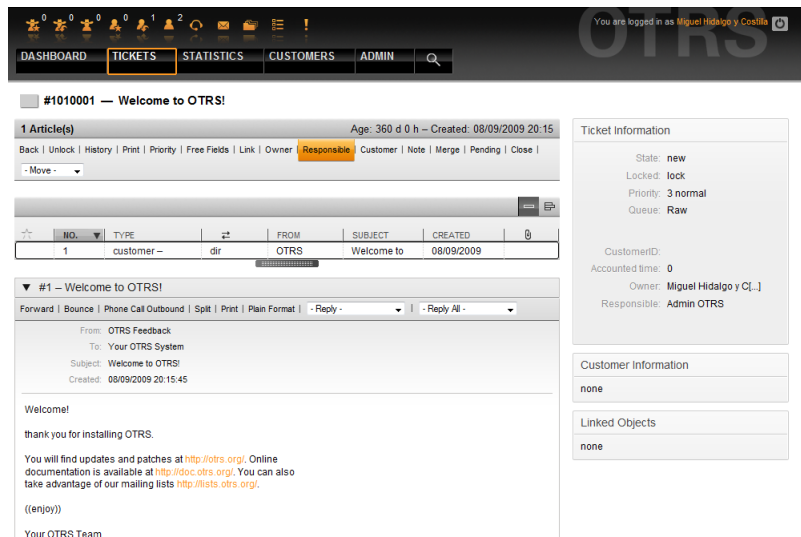 0 0 0 0 1 2
You are logged in as Miguel Hidalgo y Costilla
OTRS
DASHBOARD TICKETS STATISTICS CUSTOMERS ADMIN
#1010001 — Welcome to OTRS!
1 Article(s) Age: 360 d 0 h – Created: 08/09/2009 20:15
Back | Unlock | History | Print | Priority | Free Fields | Link | Owner | Responsible | Customer | Note | Merge | Pending | Close |
- Move -
NO. TYPE FROM SUBJECT CREATED
1 customer – dir OTRS Welcome to 08/09/2009
#1 – Welcome to OTRS!
Forward | Bounce | Phone Call Outbound | Split | Print | Plain Format | - Reply - | - Reply All -
From: OTRS Feedback
To: Your OTRS System
Subject: Welcome to OTRS!
Created: 08/09/2009 20:15:45
Welcome!
thank you for installing OTRS.
You will find updates and patches at http://otrs.org/. Online
documentation is available at http://doc.otrs.org/. You can also
take advantage of our mailing lists http://lists.otrs.org/.
((enjoy))
Your OTRS Team
Ticket Information
State: new
Locked: lock
Priority: 3 normal
Queue: Raw
CustomerID:
Accounted time: 0
Owner: Miguel Hidalgo y C[...]
Responsible: Admin OTRS
Customer Information
none
Linked Objects
none